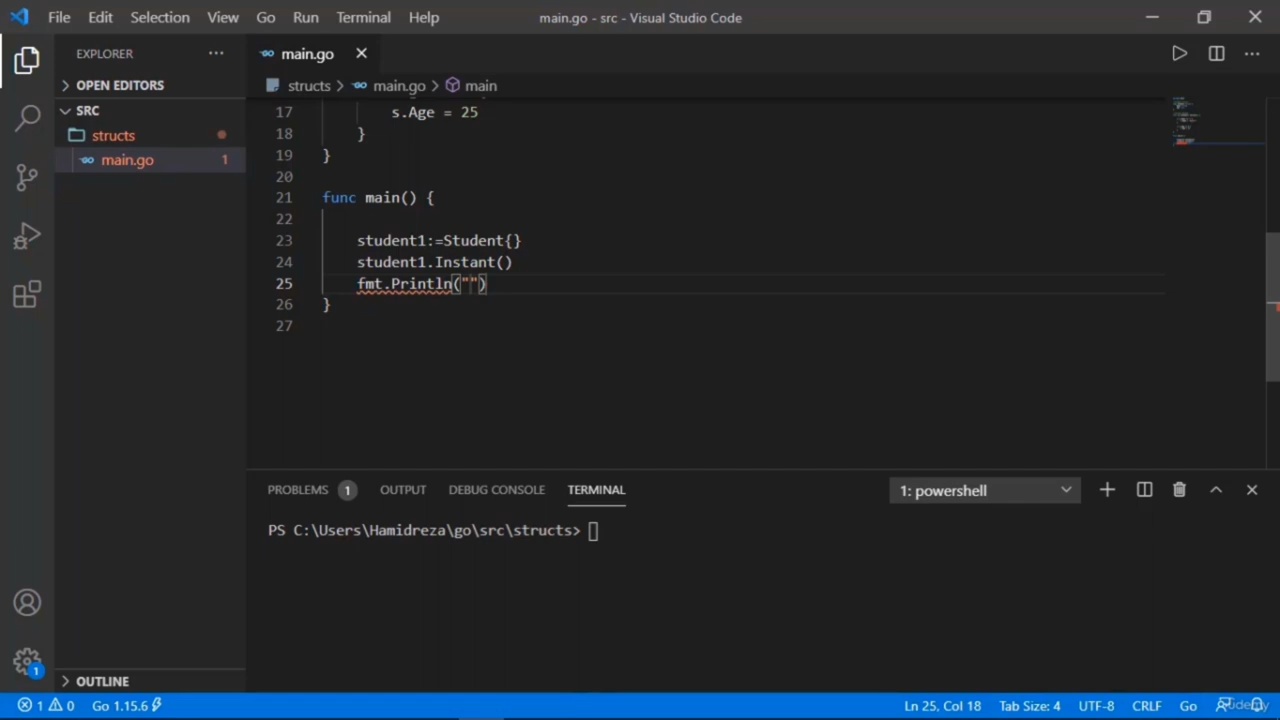 File Edit Selection View Go Run Terminal Help main.go - src - Visual Studio Code
EXPLORER
OPEN EDITORS
SRC
structs
main.go 1
OUTLINE
main.go
structs > main.go > main
17 s.Age = 25
18 }
19 }
20
21 func main() {
22
23 student1:=Student{}
24 student1.Instant()
25 fmt.Println("")
26 }
27
PROBLEMS 1 OUTPUT DEBUG CONSOLE TERMINAL 1: powershell
PS C:\Users\Hamidreza\go\src\structs>
1
1 0 Go 1.15.6 Ln 25, Col 18 Tab Size: 4 UTF-8 CRLF Go